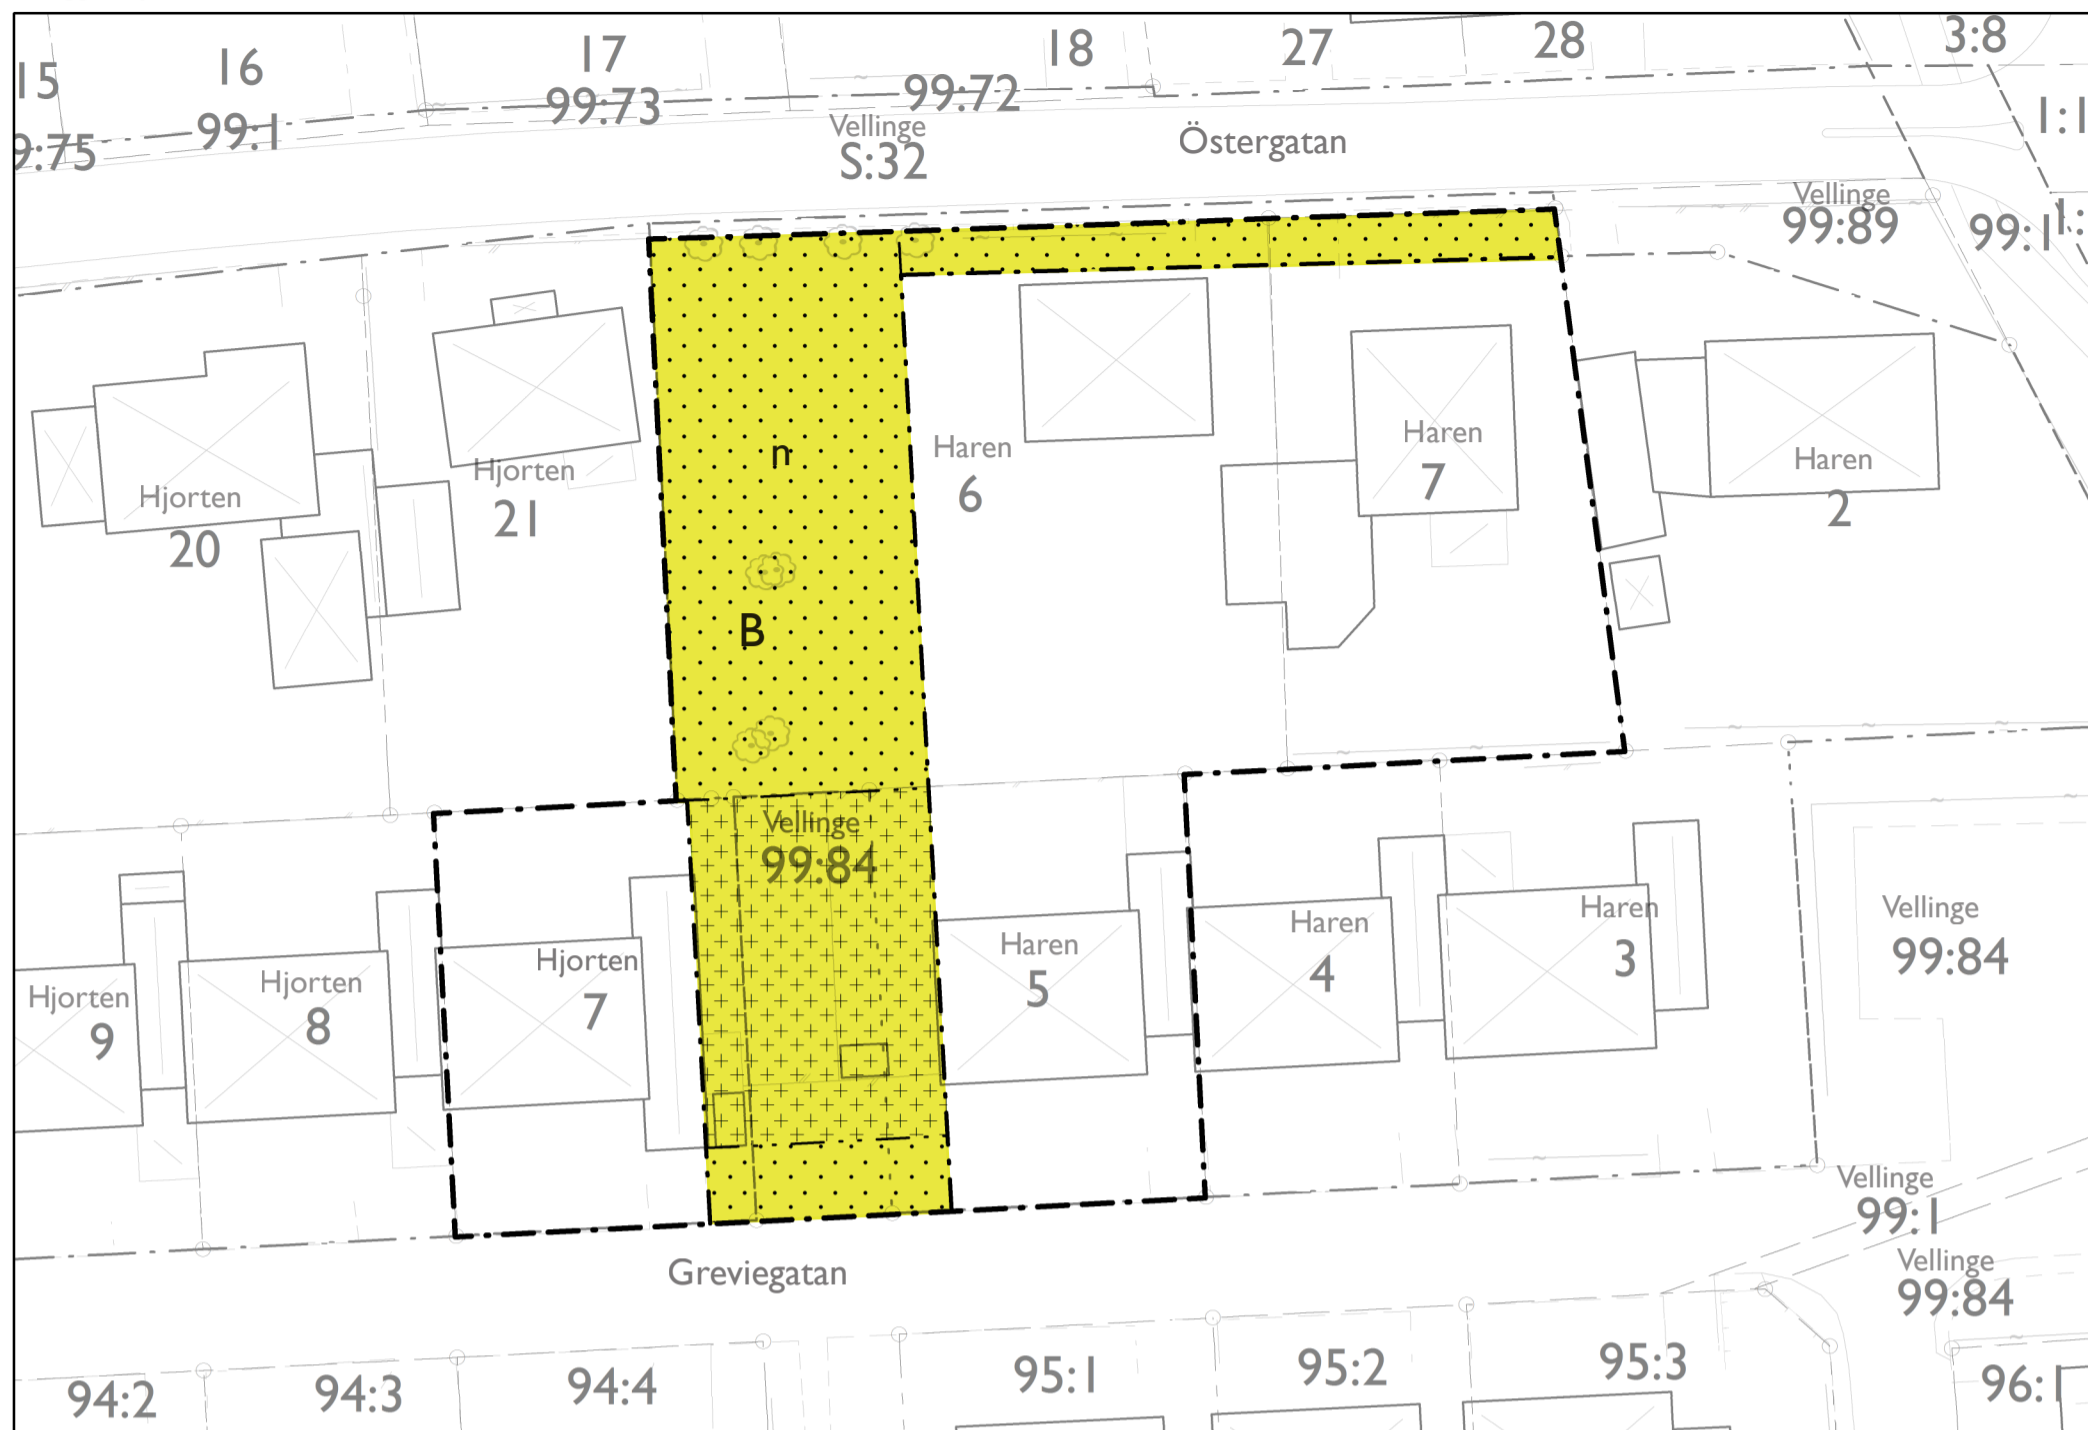 15
16
17
18
27
28
3:8
99:1
99:73
99:72
9:75
Vellinge
S:32
Östergatan
1:1
Vellinge
99:89
99:1
1:
n
B
Hjorten
20
Hjorten
21
Haren
6
Haren
7
Haren
2
Vellinge
99:84
Hjorten
9
Hjorten
8
Hjorten
7
Haren
5
Haren
4
Haren
3
Vellinge
99:84
Vellinge
99:1
Vellinge
99:84
Greviegatan
94:2
94:3
94:4
95:1
95:2
95:3
96:1